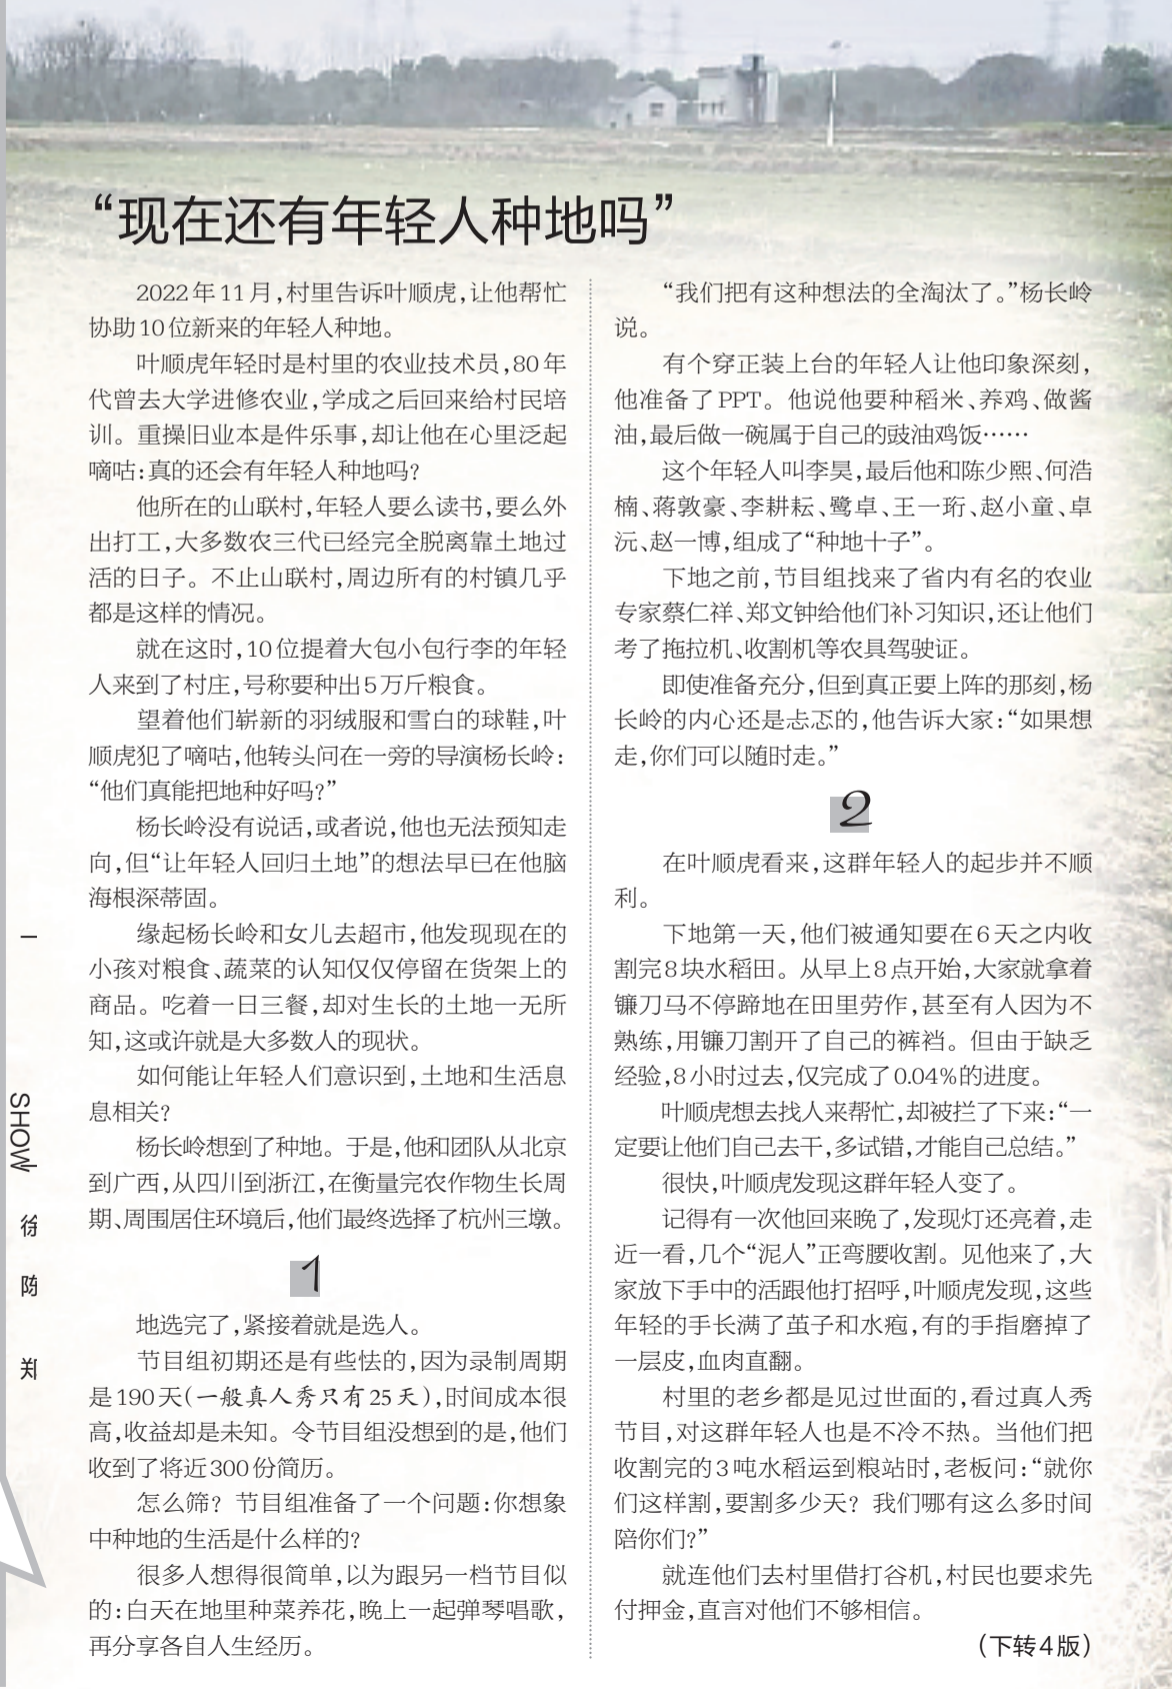 “现在还有年轻人种地吗”
2022年11月,村里告诉叶顺虎,让他帮忙
协助10位新来的年轻人种地。
叶顺虎年轻时是村里的农业技术员,80年
代曾去大学进修农业,学成之后回来给村民培
训。重操旧业本是件乐事,却让他在心里泛起
嘀咕:真的还会有年轻人种地吗?
他所在的山联村,年轻人要么读书,要么外
出打工,大多数农三代已经完全脱离靠土地过
活的日子。不止山联村,周边所有的村镇几乎
都是这样的情况。
就在这时,10位提着大包小包行李的年轻
人来到了村庄,号称要种出5万斤粮食。
望着他们崭新的羽绒服和雪白的球鞋,叶
顺虎犯了嘀咕,他转头问在一旁的导演杨长岭:
“他们真能把地种好吗?”
杨长岭没有说话,或者说,他也无法预知走
向,但“让年轻人回归土地”的想法早已在他脑
海根深蒂固。
缘起杨长岭和女儿去超市,他发现现在的
小孩对粮食、蔬菜的认知仅仅停留在货架上的
商品。吃着一日三餐,却对生长的土地一无所
知,这或许就是大多数人的现状。
如何能让年轻人们意识到,土地和生活息
息相关?
杨长岭想到了种地。于是,他和团队从北京
到广西,从四川到浙江,在衡量完农作物生长周
期、周围居住环境后,他们最终选择了杭州三墩。
1
地选完了,紧接着就是选人。
节目组初期还是有些怯的,因为录制周期
是190天(一般真人秀只有25天),时间成本很
高,收益却是未知。令节目组没想到的是,他们
收到了将近300份简历。
怎么筛?节目组准备了一个问题:你想象
中种地的生活是什么样的?
很多人想得很简单,以为跟另一档节目似
的:白天在地里种菜养花,晚上一起弹琴唱歌,
再分享各自人生经历。
“我们把有这种想法的全淘汰了。”杨长岭
说。
有个穿正装上台的年轻人让他印象深刻,
他准备了PPT。他说他要种稻米、养鸡、做酱
油,最后做一碗属于自己的豉油鸡饭……
这个年轻人叫李昊,最后他和陈少熙、何浩
楠、蒋敦豪、李耕耘、鹭卓、王一珩、赵小童、卓
沅、赵一博,组成了“种地十子”。
下地之前,节目组找来了省内有名的农业
专家蔡仁祥、郑文钟给他们补习知识,还让他们
考了拖拉机、收割机等农具驾驶证。
即使准备充分,但到真正要上阵的那刻,杨
长岭的内心还是忐忑的,他告诉大家:“如果想
走,你们可以随时走。”
2
在叶顺虎看来,这群年轻人的起步并不顺
利。
下地第一天,他们被通知要在6天之内收
割完8块水稻田。从早上8点开始,大家就拿着
镰刀马不停蹄地在田里劳作,甚至有人因为不
熟练,用镰刀割开了自己的裤裆。但由于缺乏
经验,8小时过去,仅完成了0.04%的进度。
叶顺虎想去找人来帮忙,却被拦了下来:“一
定要让他们自己去干,多试错,才能自己总结。”
很快,叶顺虎发现这群年轻人变了。
记得有一次他回来晚了,发现灯还亮着,走
近一看,几个“泥人”正弯腰收割。见他来了,大
家放下手中的活跟他打招呼,叶顺虎发现,这些
年轻的手长满了茧子和水疱,有的手指磨掉了
一层皮,血肉直翻。
村里的老乡都是见过世面的,看过真人秀
节目,对这群年轻人也是不冷不热。当他们把
收割完的3吨水稻运到粮站时,老板问:“就你
们这样割,要割多少天?我们哪有这么多时间
陪你们?”
就连他们去村里借打谷机,村民也要求先
付押金,直言对他们不够相信。
(下转4版)
一
SHOW
徐
陈
郑